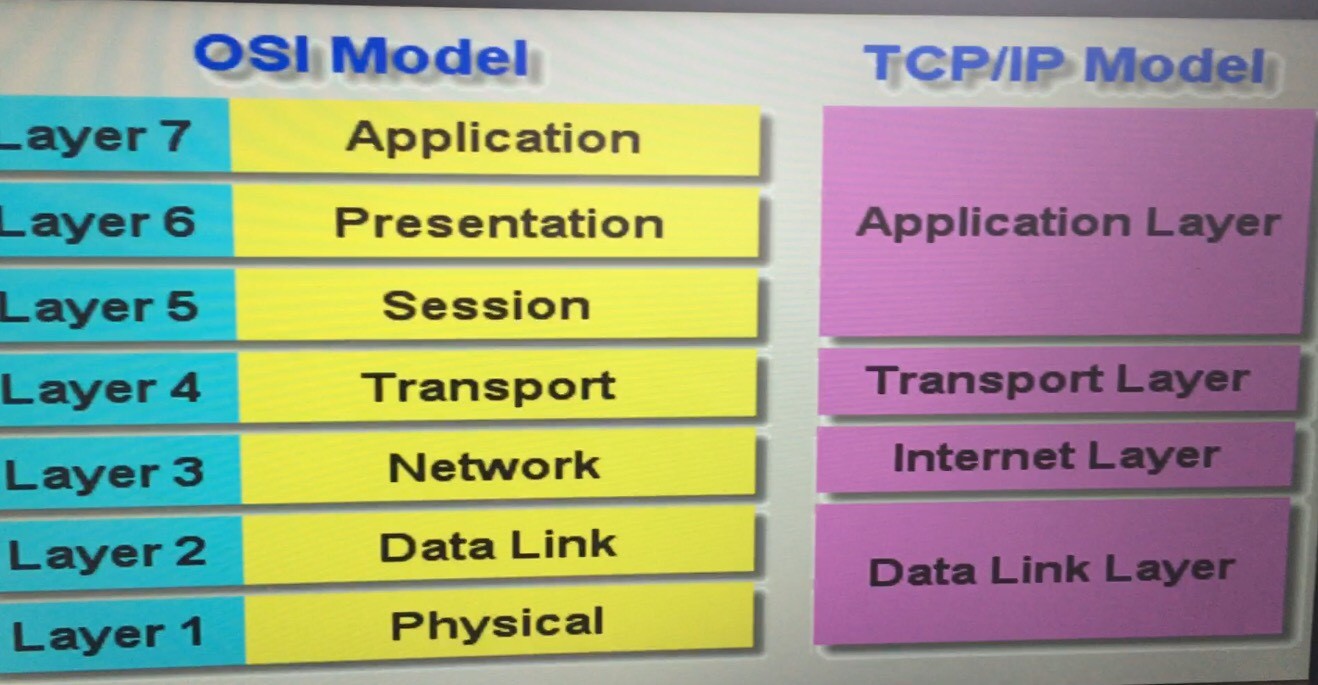 OSI Model
TCP/IP Model
Layer 7
Application
Layer 6
Presentation
Layer 5
Session
Layer 4
Transport
Layer 3
Network
Layer 2
Data Link
Layer 1
Physical
Application Layer
Transport Layer
Internet Layer
Data Link Layer